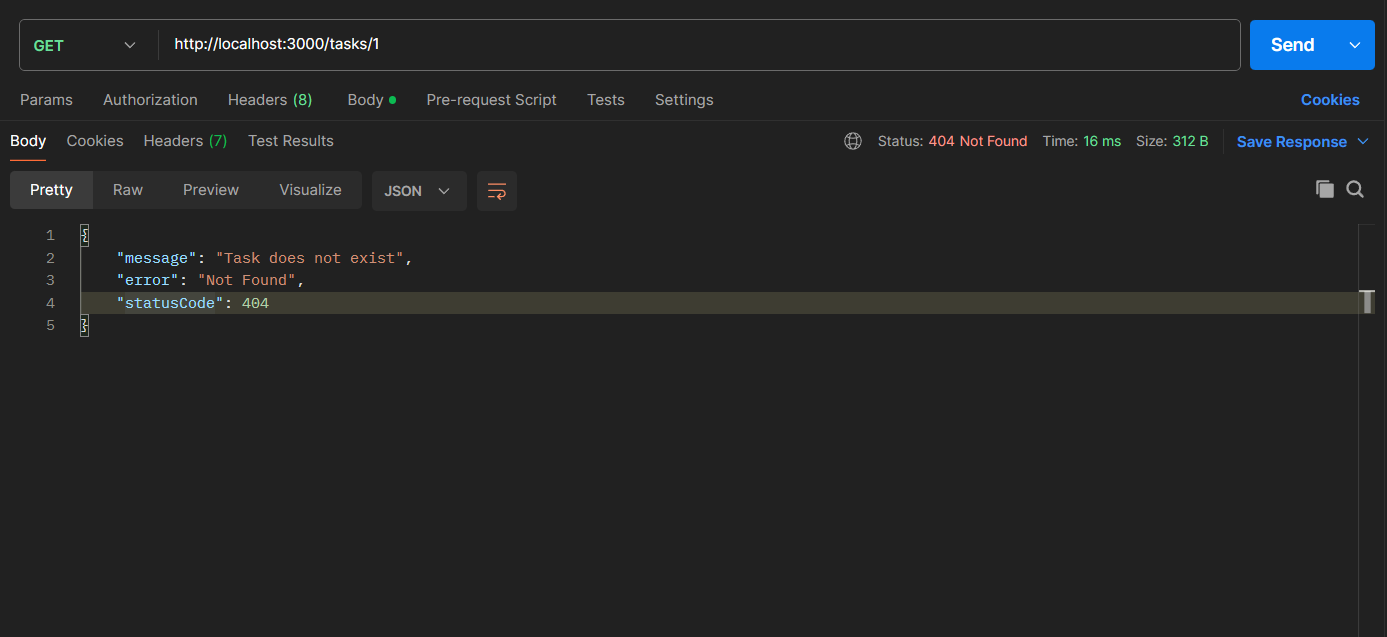 GET http://localhost:3000/tasks/1 Send
Params Authorization Headers (8) Body Pre-request Script Tests Settings Cookies
Body Cookies Headers (7) Test Results Status: 404 Not Found Time: 16 ms Size: 312 B Save Response
Pretty Raw Preview Visualize JSON
1 {
2 "message": "Task does not exist",
3 "error": "Not Found",
4 "statusCode": 404
5 }